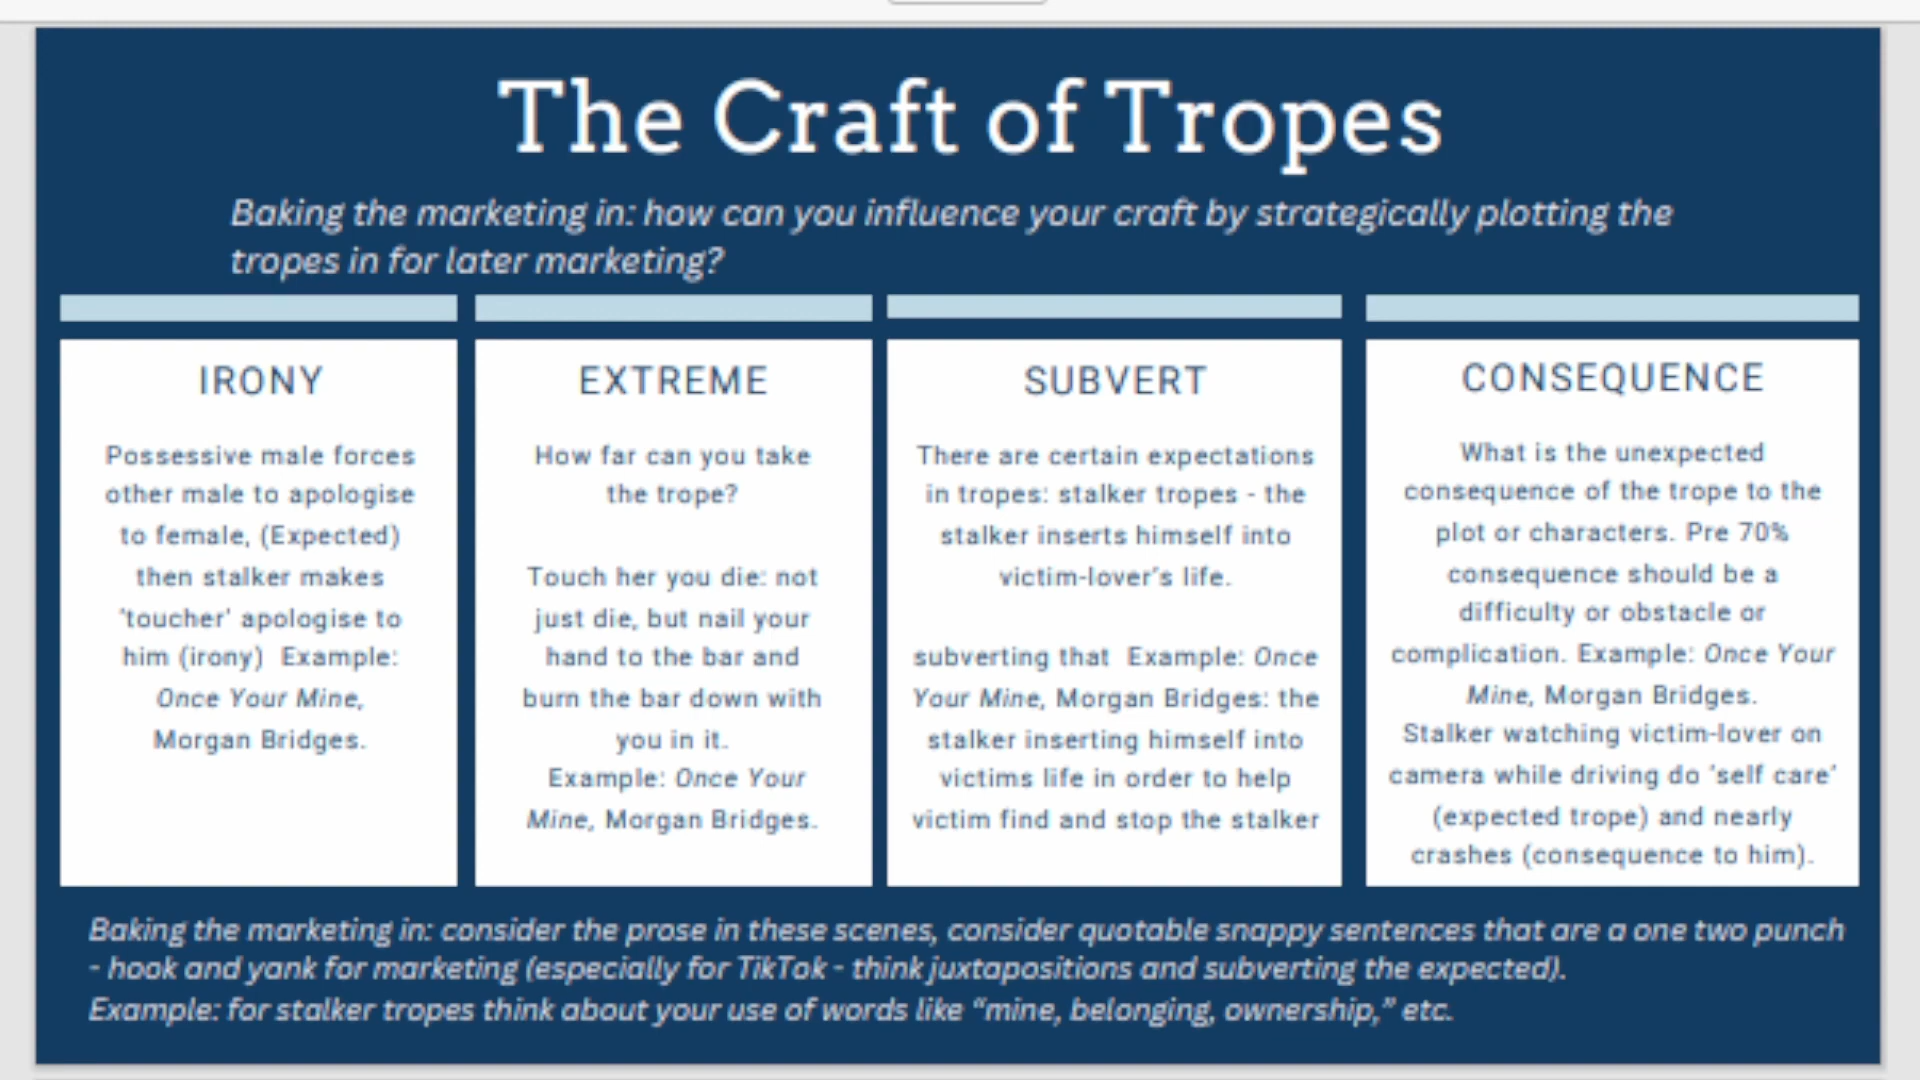 The Craft of Tropes
Baking the marketing in: how can you influence your craft by strategically plotting the
tropes in for later marketing?
IRONY
Possessive male forces
other male to apologise
to female, (Expected)
then stalker makes
'toucher' apologise to
him (irony)  Example:
Once Your Mine,
Morgan Bridges.
EXTREME
How far can you take
the trope?
Touch her you die: not
just die, but nail your
hand to the bar and
burn the bar down with
you in it.
Example: Once Your
Mine, Morgan Bridges.
SUBVERT
There are certain expectations
in tropes: stalker tropes - the
stalker inserts himself into
victim-lover's life.
subverting that  Example: Once
Your Mine, Morgan Bridges: the
stalker inserting himself into
victims life in order to help
victim find and stop the stalker
CONSEQUENCE
What is the unexpected
consequence of the trope to the
plot or characters. Pre 70%
consequence should be a
difficulty or obstacle or
complication. Example: Once Your
Mine, Morgan Bridges.
Stalker watching victim-lover on
camera while driving do 'self care'
(expected trope) and nearly
crashes (consequence to him).
Baking the marketing in: consider the prose in these scenes, consider quotable snappy sentences that are a one two punch
- hook and yank for marketing (especially for TikTok - think juxtapositions and subverting the expected).
Example: for stalker tropes think about your use of words like “mine, belonging, ownership,” etc.